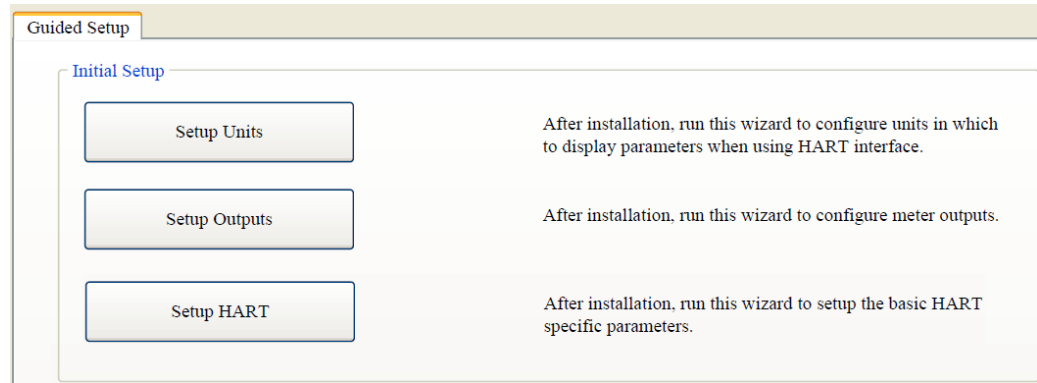 Guided Setup
Initial Setup
Setup Units
After installation, run this wizard to configure units in which
to display parameters when using HART interface.
Setup Outputs
After installation, run this wizard to configure meter outputs.
Setup HART
After installation, run this wizard to setup the basic HART
specific parameters.